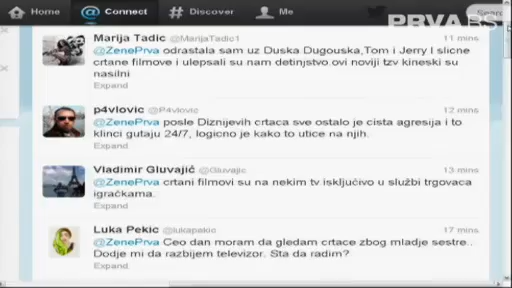 Home @ Connect # Discover Me Search
PRVA.RS
Marija Tadic @MarijaTadic1 11 mins
@ZenePrva odrastala sam uz Duska Dugouska,Tom i Jerry I slicne
crtane filmove i ulepsali su nam detinjstvo ovi noviji tzv kineski su
nasilni
Expand
p4vlovic @P4vlovic 12 mins
@ZenePrva posle Diznijevih crtaca sve ostalo je cista agresija i to
klinci gutaju 24/7, logicno je kako to utice na njih.
Expand
Vladimir Gluvajić @Gluvajic 13 mins
@ZenePrva crtani filmovi su na nekim tv isključivo u službi trgovaca
igračkama.
Expand
Luka Pekic @lukapekic 17 mins
@ZenePrva Ceo dan moram da gledam crtace zbog mladje sestre..
Dodje mi da razbijem televizor. Sta da radim?
Expand